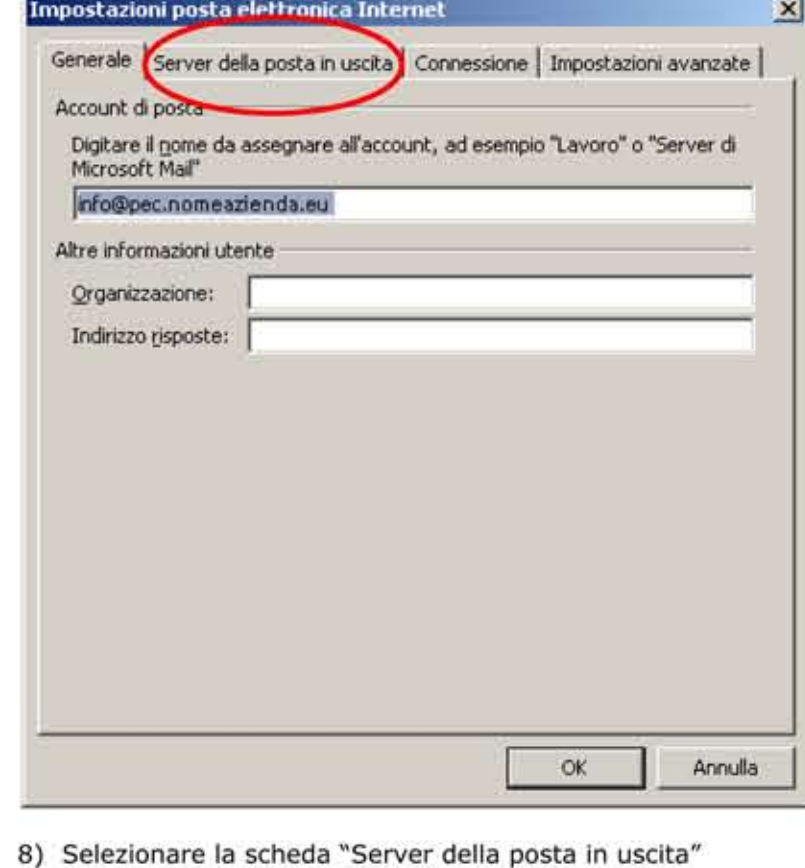 Impostazioni posta elettronica Internet
Generale Server della posta in uscita Connessione Impostazioni avanzate
Account di posta
Digitare il nome da assegnare all'account, ad esempio "Lavoro" o "Server di
Microsoft Mail"
info@pec.nomeazienda.eu
Altre informazioni utente
Organizzazione:
Indirizzo risposte:
OK Annulla
8) Selezionare la scheda “Server della posta in uscita”